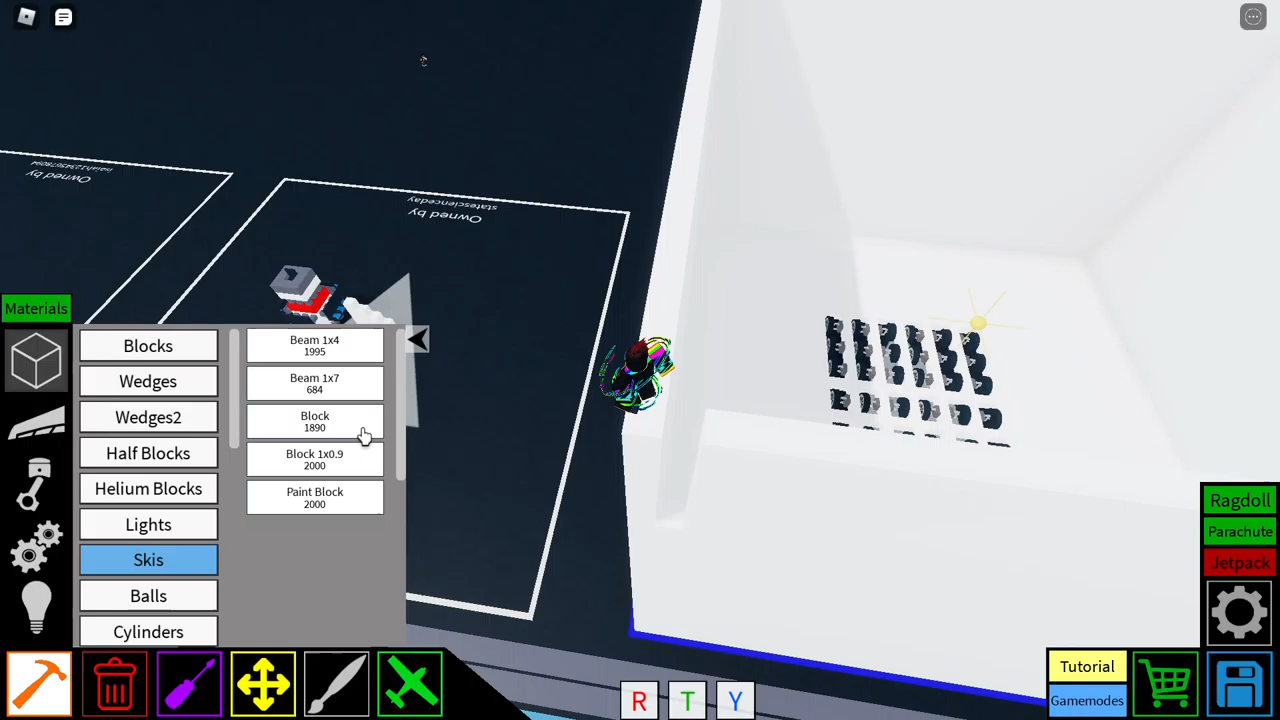 Owned by
statescienceday
Owned by
Materials
Blocks
Wedges
Wedges2
Half Blocks
Helium Blocks
Lights
Skis
Balls
Cylinders
Beam 1x4
1995
Beam 1x7
684
Block
1890
Block 1x0.9
2000
Paint Block
2000
Ragdoll
Parachute
Jetpack
Tutorial
Gamemodes
R T Y